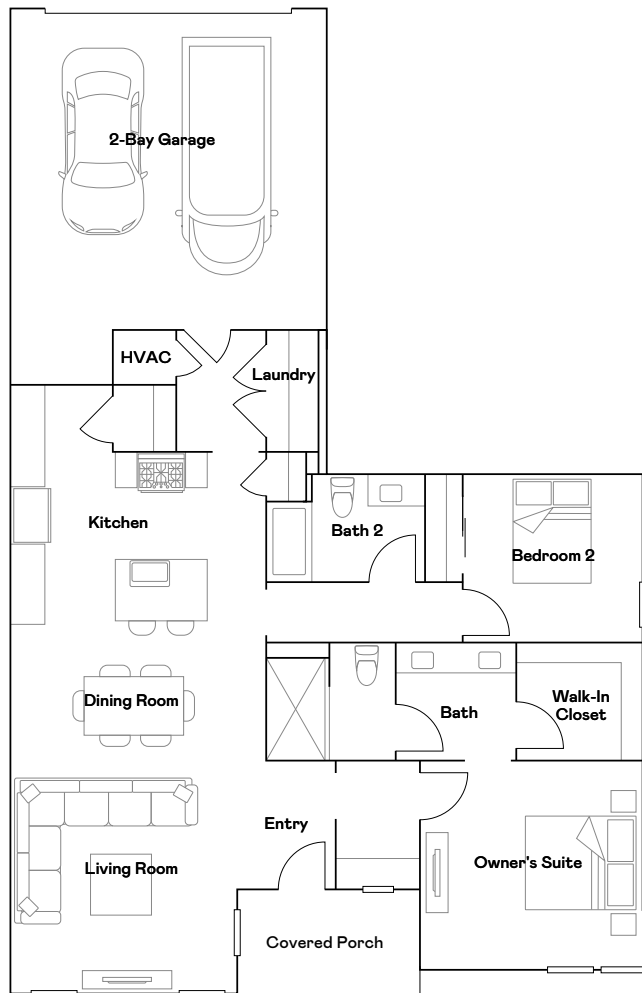 2-Bay Garage
HVAC
Laundry
Kitchen
Bath 2
Bedroom 2
Dining Room
Bath
Walk-In
Closet
Entry
Living Room
Owner's Suite
Covered Porch